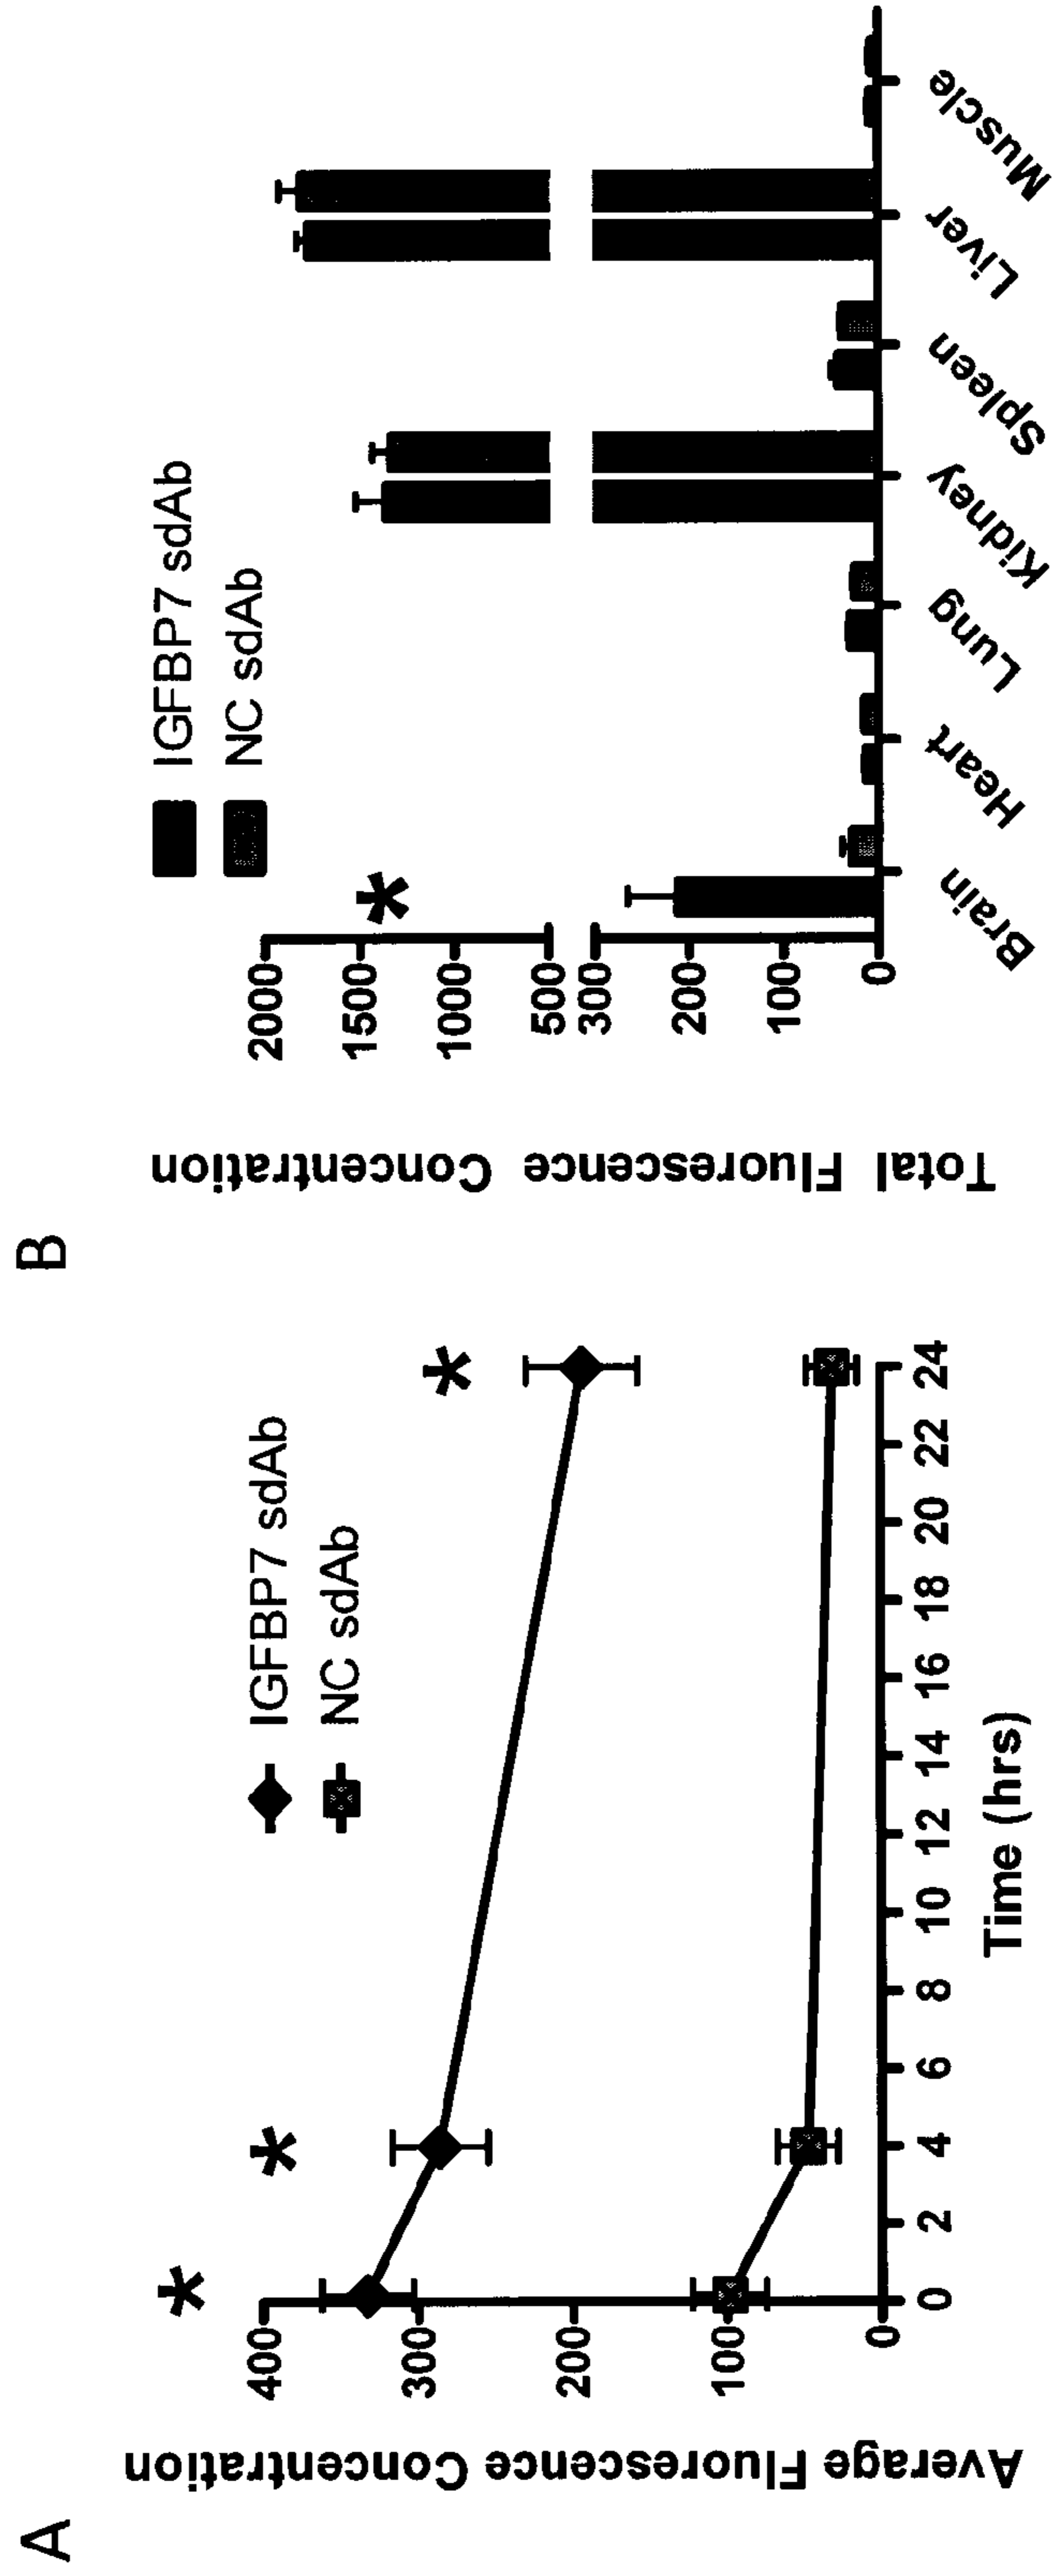 A
Average Fluorescence Concentration
400
300
200
100
0
IGFBP7 sdAb
NC sdAb
*
*
*
0 2 4 6 8 10 12 14 16 18 20 22 24
Time (hrs)
B
Total Fluorescence Concentration
2000
1500
1000
500
300
200
100
0
IGFBP7 sdAb
NC sdAb
*
Brain
Heart
Lung
Kidney
Spleen
Liver
Muscle